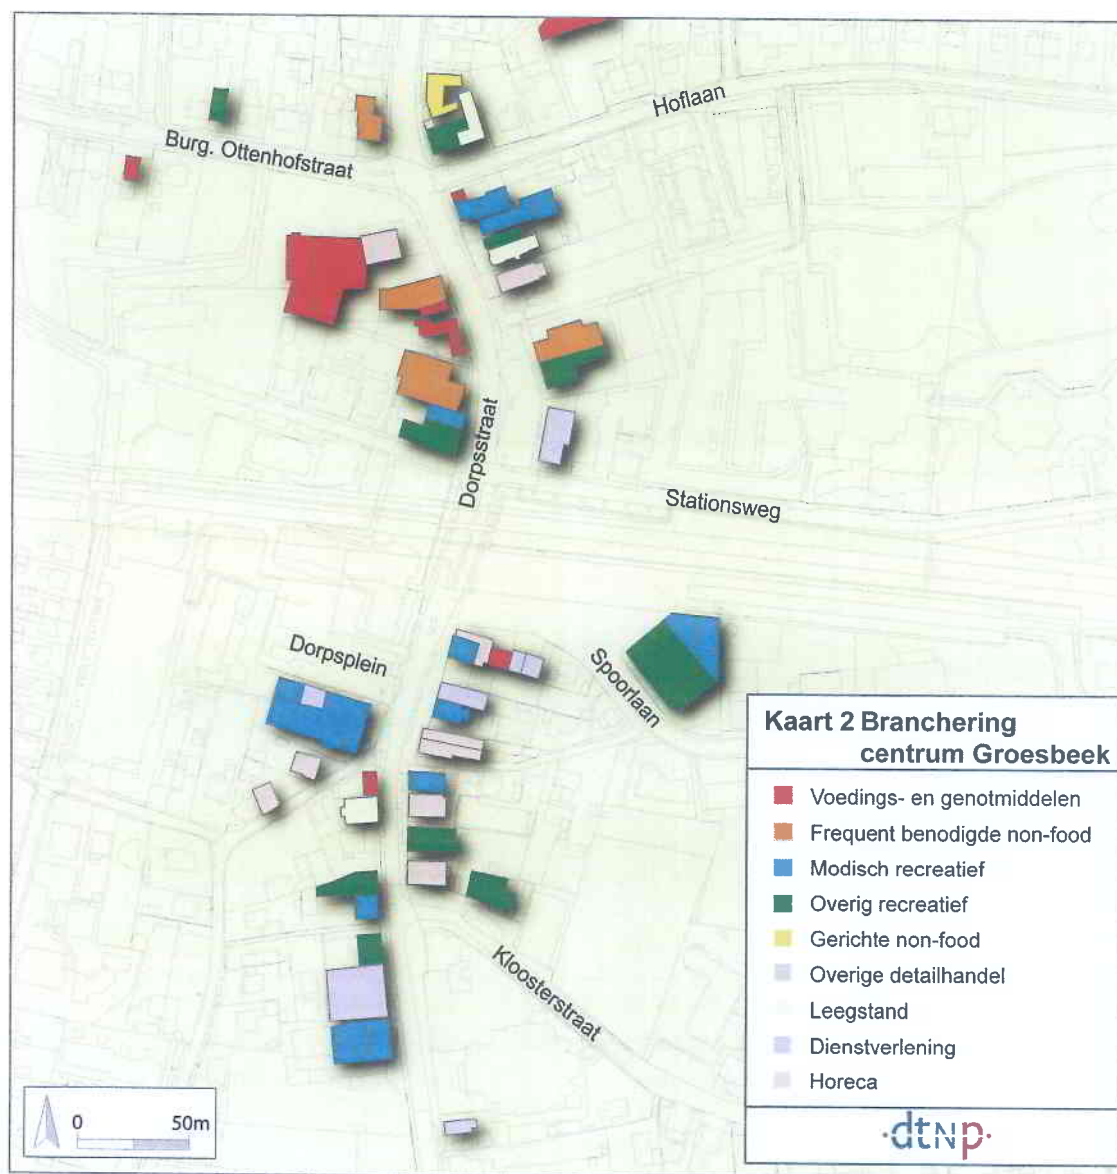 Hoflaan
Burg. Ottenhofstraat
Dorpsstraat
Stationsweg
Dorpsplein
Spoorlaan
Kloosterstraat
Kaart 2 Branchering
centrum Groesbeek
Voedings- en genotmiddelen
Frequent benodigde non-food
Modisch recreatief
Overig recreatief
Gerichte non-food
Overige detailhandel
Leegstand
Dienstverlening
Horeca
0 50m
·dtNp·